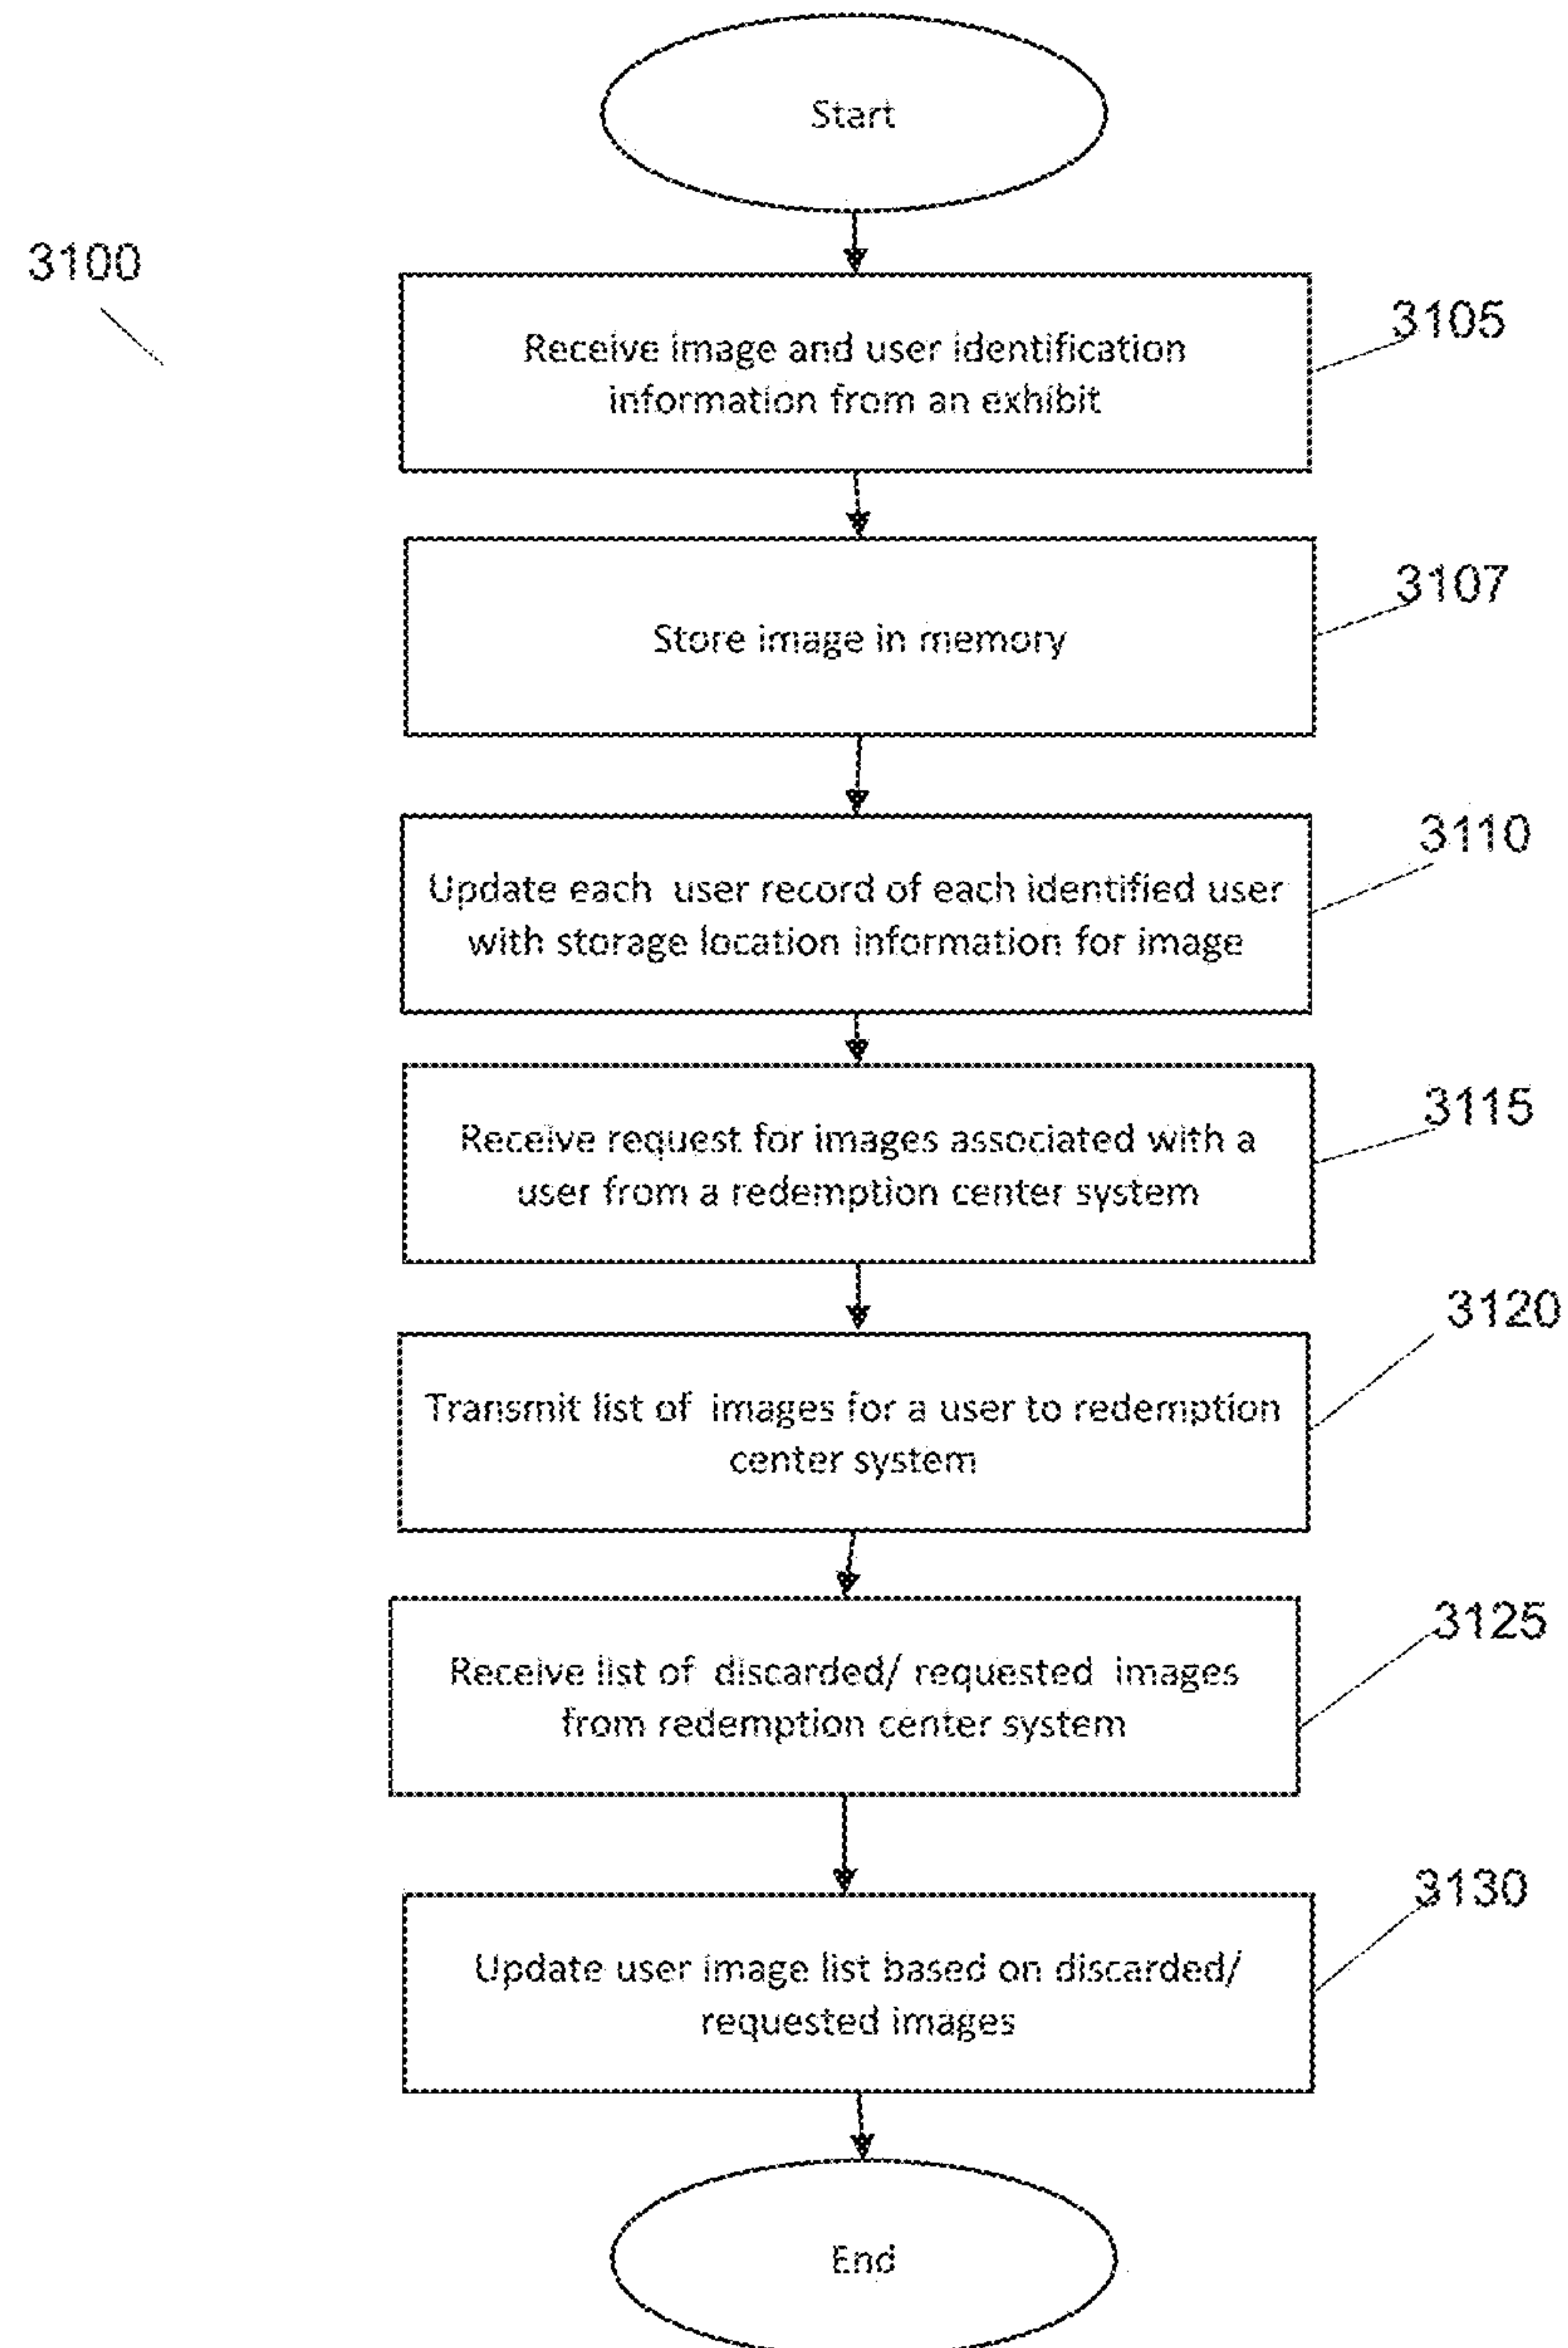 Start
3100
Receive image and user identification
information from an exhibit
3105
Store image in memory
3107
Update each user record of each identified user
with storage location information for image
3110
Receive request for images associated with a
user from a redemption center system
3115
Transmit list of images for a user to redemption
center system
3120
Receive list of discarded/ requested images
from redemption center system
3125
Update user image list based on discarded/
requested images
3130
End